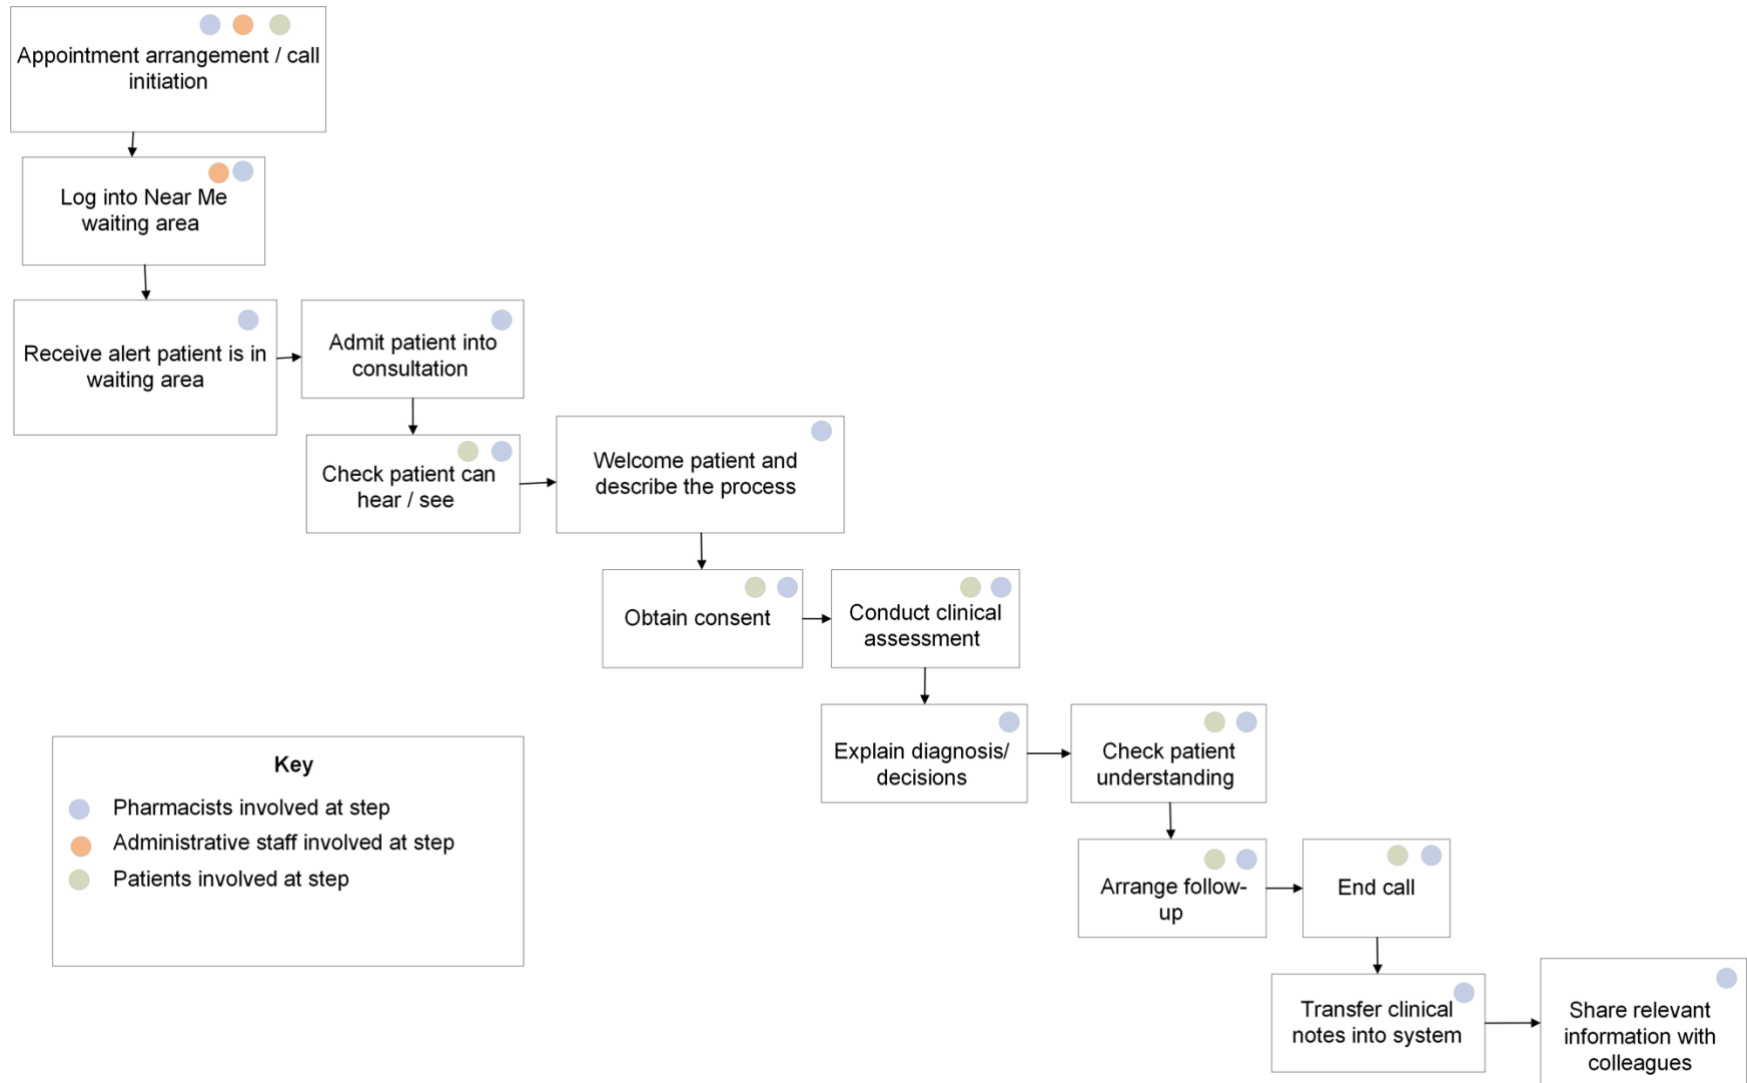 Appointment arrangement / call
initiation
Log into Near Me
waiting area
Receive alert patient is in
waiting area
Admit patient into
consultation
Check patient can
hear / see
Welcome patient and
describe the process
Obtain consent
Conduct clinical
assessment
Explain diagnosis/
decisions
Check patient
understanding
Arrange follow-
up
End call
Transfer clinical
notes into system
Share relevant
information with
colleagues
Key
Pharmacists involved at step
Administrative staff involved at step
Patients involved at step